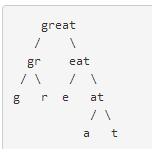 great
/ \
gr eat
/ \ / \
g r e at
/ \
a t